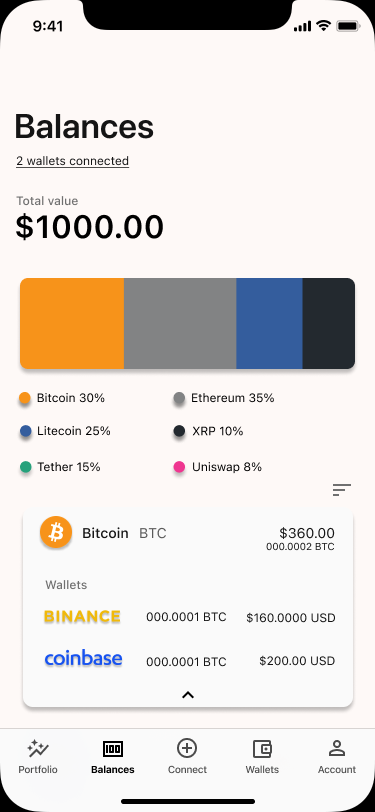 9:41
Balances
2 wallets connected
Total value
$1000.00
Bitcoin 30% Ethereum 35%
Litecoin 25% XRP 10%
Tether 15% Uniswap 8%
Bitcoin BTC $360.00
000.0002 BTC
Wallets
BINANCE 000.0001 BTC $160.0000 USD
coinbase 000.0001 BTC $200.00 USD
Portfolio Balances Connect Wallets Account